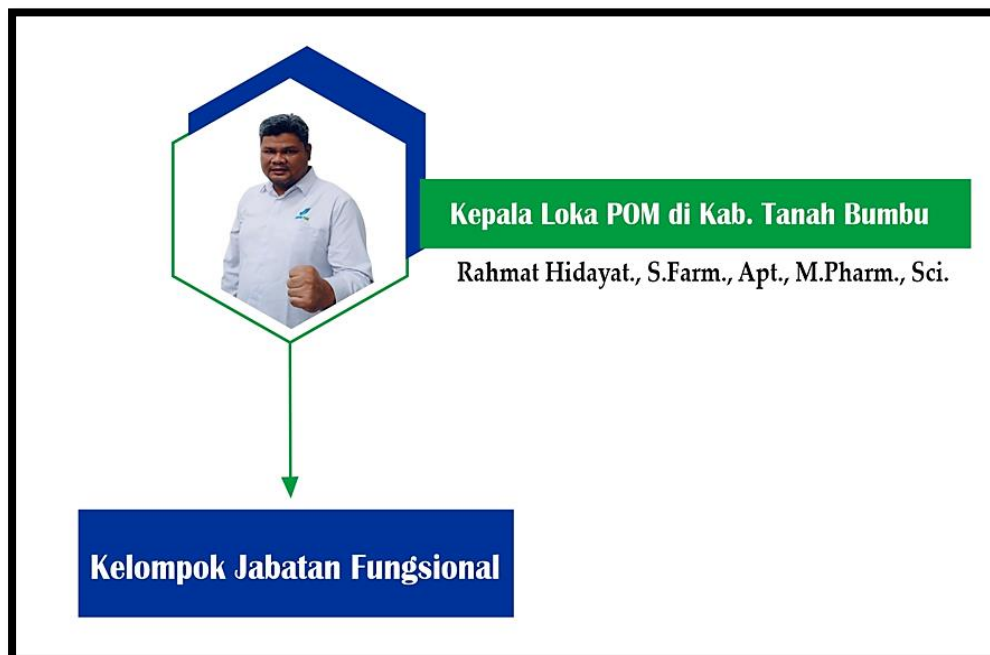 Kepala Loka POM di Kab. Tanah Bumbu
Rahmat Hidayat., S.Farm., Apt., M.Pharm., Sci.
Kelompok Jabatan Fungsional